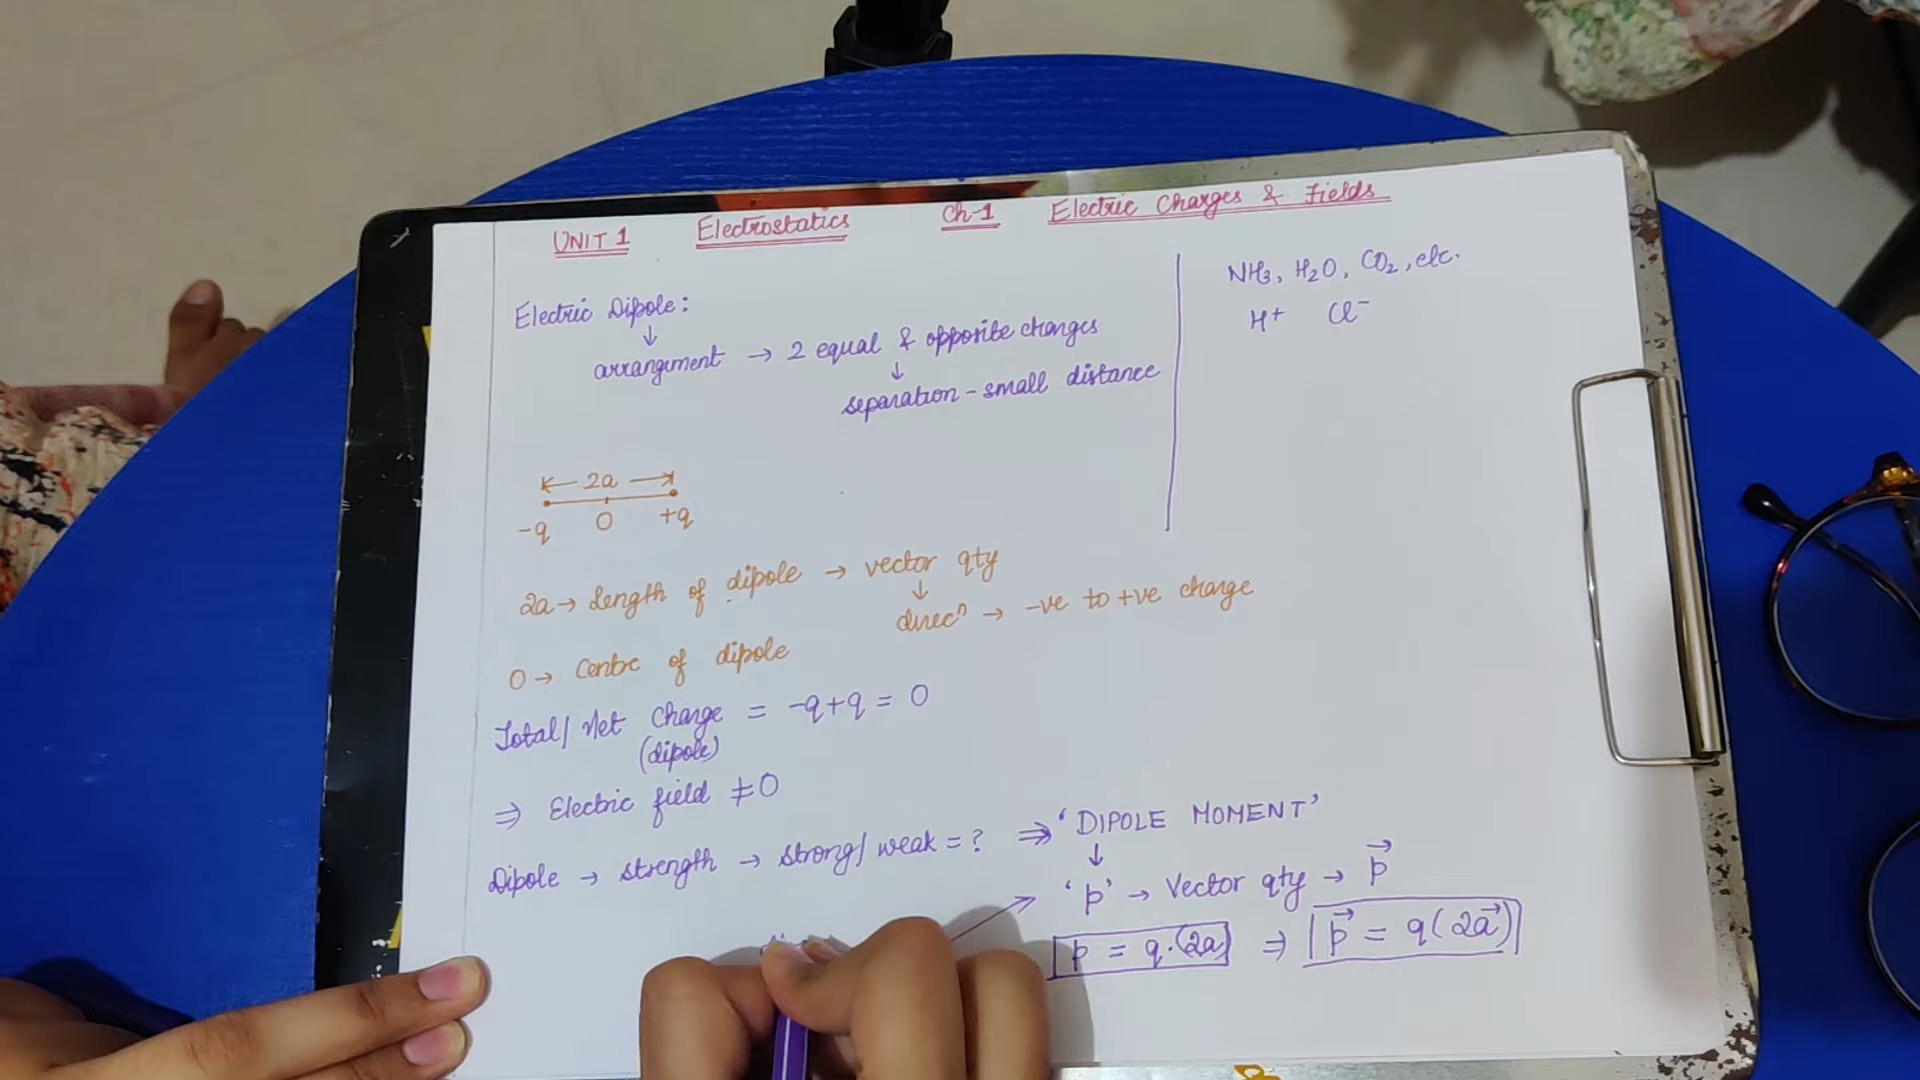 UNIT 1 Electrostatics Ch-1 Electric Charges & Fields
Electric Dipole:
↓
arrangement → 2 equal & opposite charges
↓
separation - small distance
NH₃, H₂O, CO₂, etc.
H⁺ Cl⁻
← 2a →
-q O +q
2a → Length of dipole → vector qty
↓
direcⁿ → -ve to +ve charge
O → Centre of dipole
Total/Net Charge = -q+q = 0
(dipole)
⇒ Electric field ≠ 0
Dipole → strength → strong/weak = ? ⇒ 'DIPOLE MOMENT'
↓
'p' → Vector qty → p⃗
p = q.(2a) ⇒ p⃗ = q(2a⃗)